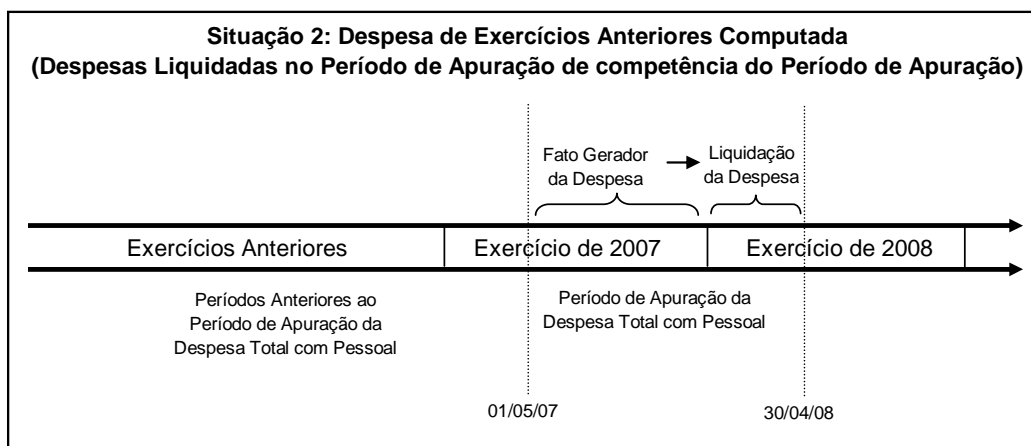 Situação 2: Despesa de Exercícios Anteriores Computada
(Despesas Liquidadas no Período de Apuração de competência do Período de Apuração)
Fato Gerador
da Despesa
Liquidação
da Despesa
Exercícios Anteriores
Exercício de 2007
Exercício de 2008
Períodos Anteriores ao
Período de Apuração da
Despesa Total com Pessoal
Período de Apuração da
Despesa Total com Pessoal
01/05/07
30/04/08